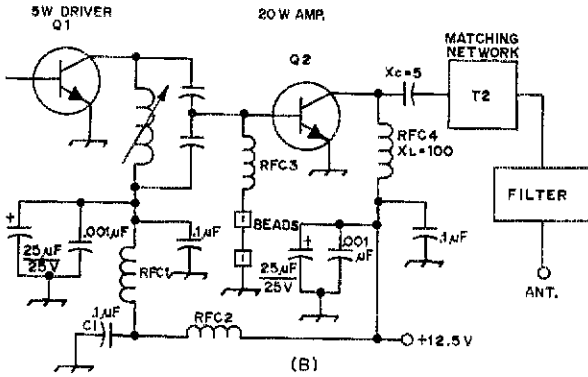 5W DRIVER
Q1
20W AMP.
Q2
MATCHING
NETWORK
T2
XC=5
RFC4
XL=100
RFC3
FILTER
BEADS
ANT.
+
25µF
25V
.001µF
.1µF
RFC1
+
25µF
25V
.001
µF
.1µF
.1µF
C1
RFC2
+12.5V
(B)